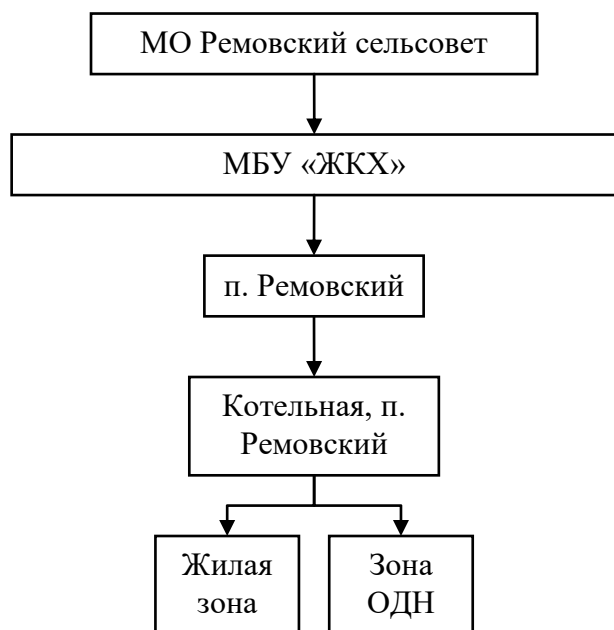 МО Ремовский сельсовет
МБУ «ЖКХ»
п. Ремовский
Котельная, п.
Ремовский
Жилая
зона
Зона
ОДН